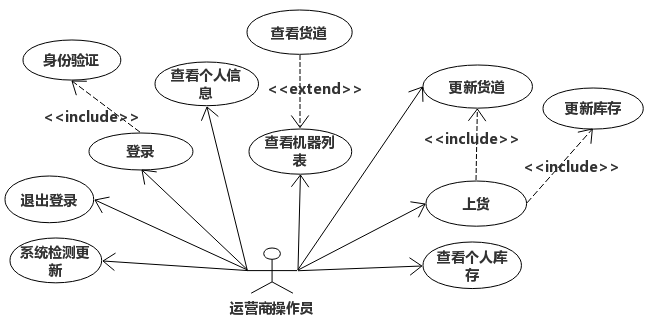 查看货道
身份验证
查看个人信
息
<<extend>>
更新货道
更新库存
<<include>>
登录
查看机器列
表
<<include>>
<<include>>
退出登录
上货
系统检测更
新
查看个人库
存
运营商操作员